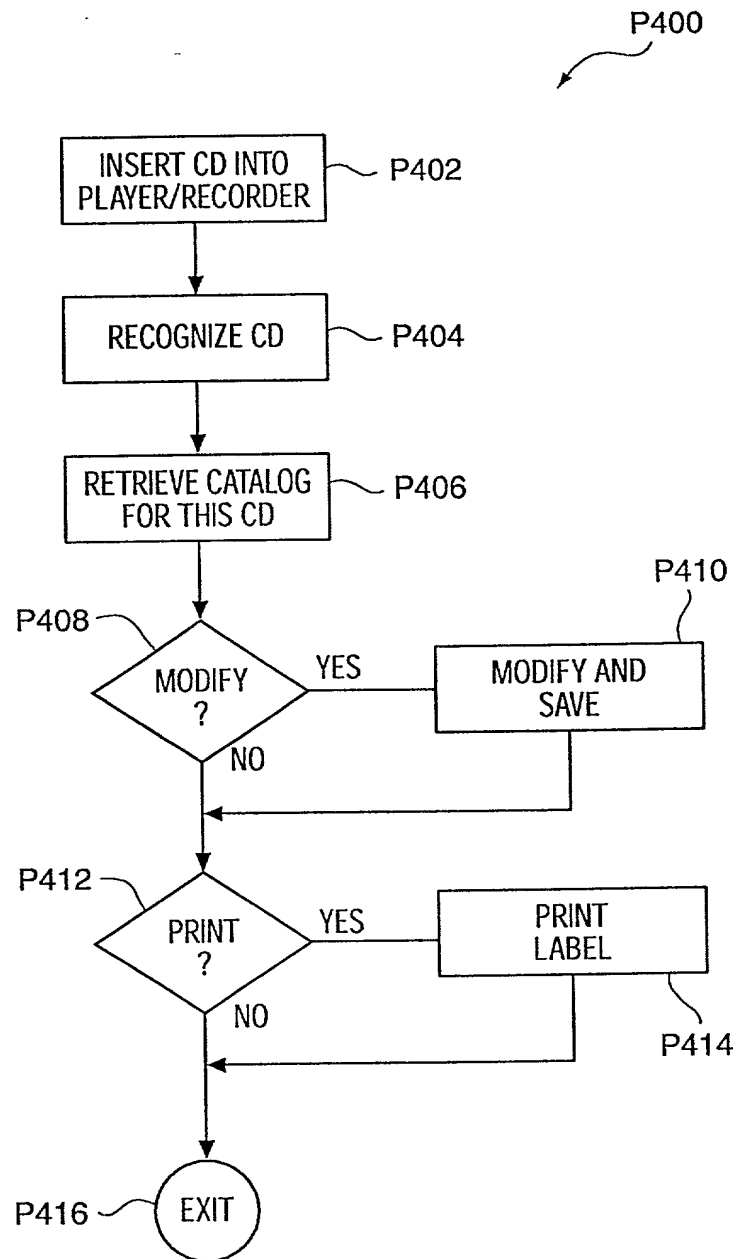 P400
INSERT CD INTO
PLAYER/RECORDER
P402
RECOGNIZE CD
P404
RETRIEVE CATALOG
FOR THIS CD
P406
P408
MODIFY
?
YES
NO
P410
MODIFY AND
SAVE
P412
PRINT
?
YES
NO
PRINT
LABEL
P414
P416
EXIT